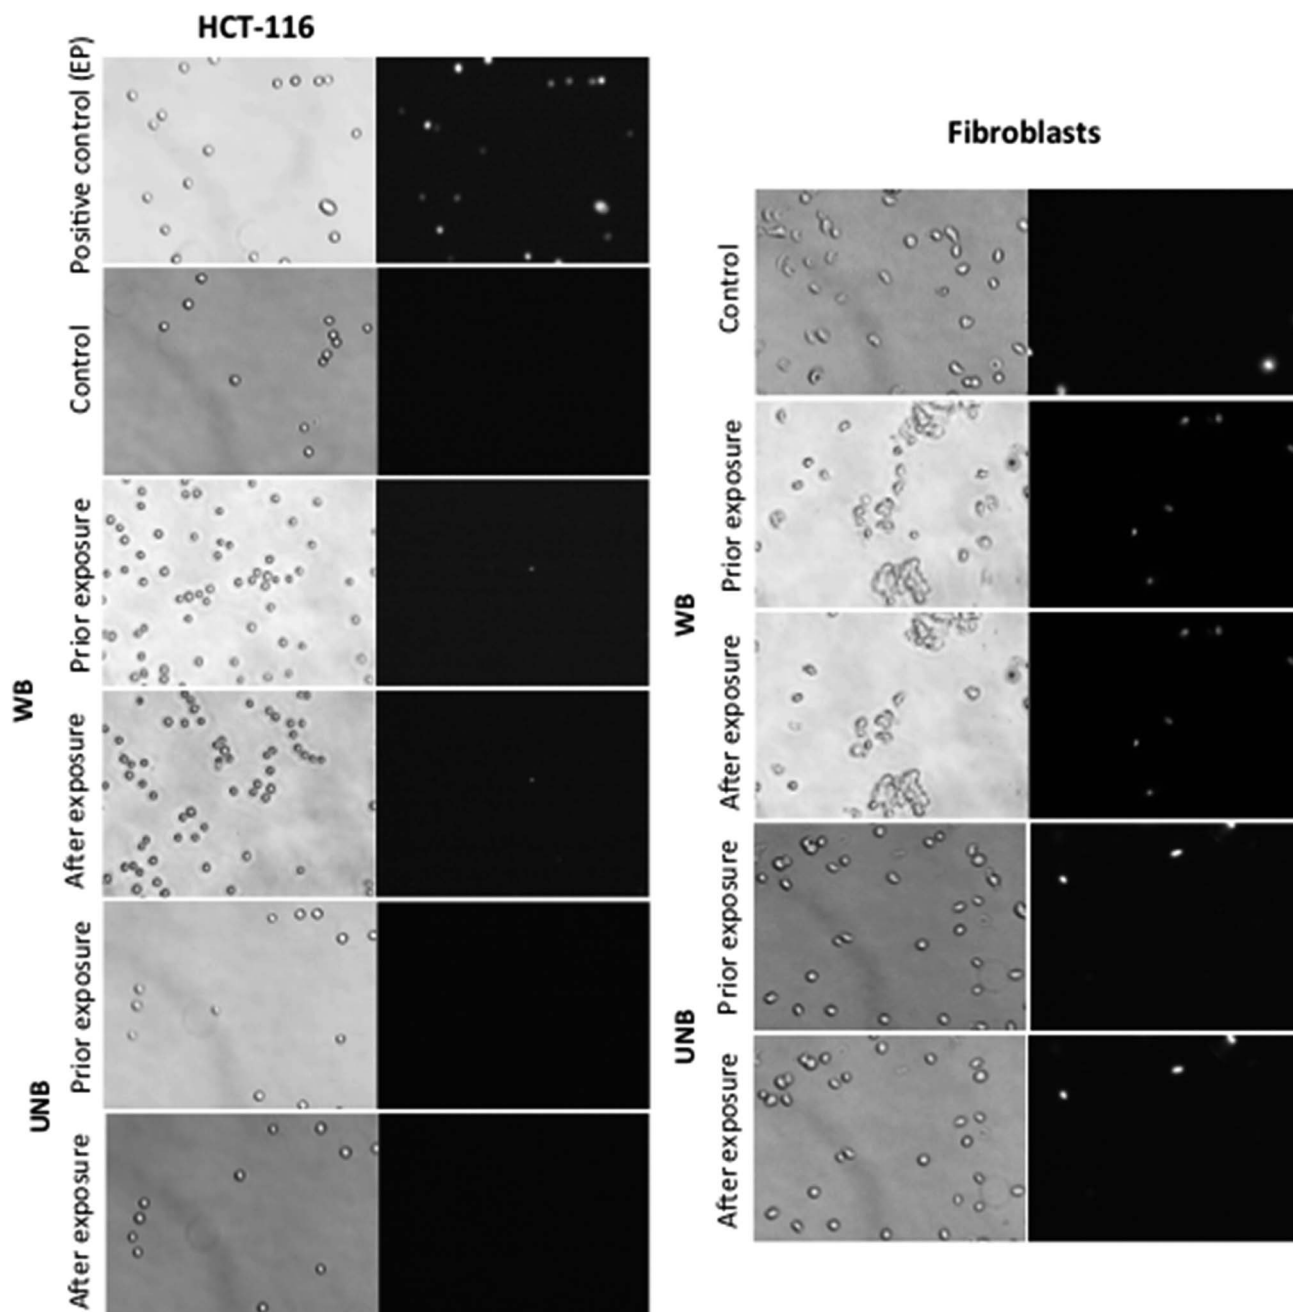 HCT-116
Positive control (EP)
Control
WB
Prior exposure
After exposure
UNB
Prior exposure
After exposure
Fibroblasts
Control
WB
Prior exposure
After exposure
UNB
Prior exposure
After exposure